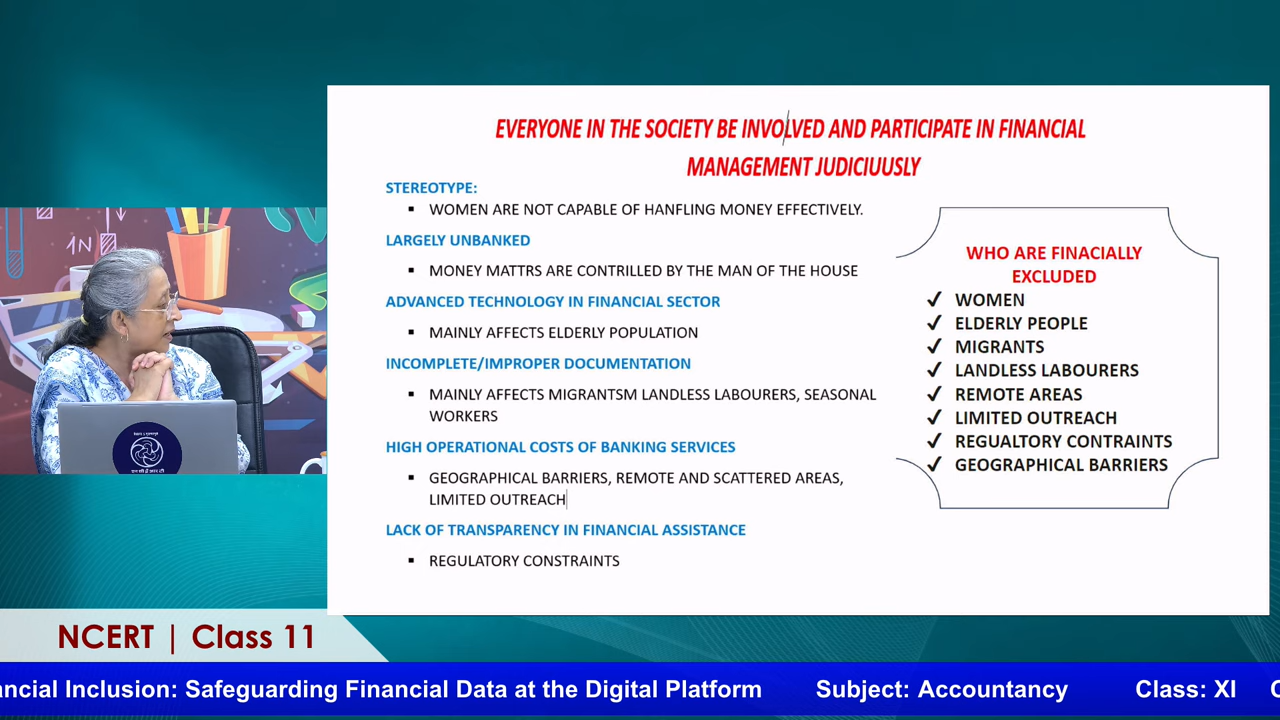 EVERYONE IN THE SOCIETY BE INVOLVED AND PARTICIPATE IN FINANCIAL
MANAGEMENT JUDICIUUSLY
STEREOTYPE:
▪ WOMEN ARE NOT CAPABLE OF HANFLING MONEY EFFECTIVELY.
LARGELY UNBANKED
▪ MONEY MATTRS ARE CONTRILLED BY THE MAN OF THE HOUSE
ADVANCED TECHNOLOGY IN FINANCIAL SECTOR
▪ MAINLY AFFECTS ELDERLY POPULATION
INCOMPLETE/IMPROPER DOCUMENTATION
▪ MAINLY AFFECTS MIGRANTSM LANDLESS LABOURERS, SEASONAL
WORKERS
HIGH OPERATIONAL COSTS OF BANKING SERVICES
▪ GEOGRAPHICAL BARRIERS, REMOTE AND SCATTERED AREAS,
LIMITED OUTREACH
LACK OF TRANSPARENCY IN FINANCIAL ASSISTANCE
▪ REGULATORY CONSTRAINTS
WHO ARE FINACIALLY
EXCLUDED
✓ WOMEN
✓ ELDERLY PEOPLE
✓ MIGRANTS
✓ LANDLESS LABOURERS
✓ REMOTE AREAS
✓ LIMITED OUTREACH
✓ REGUALTORY CONTRAINTS
✓ GEOGRAPHICAL BARRIERS
NCERT | Class 11
ancial Inclusion: Safeguarding Financial Data at the Digital Platform Subject: Accountancy Class: XI